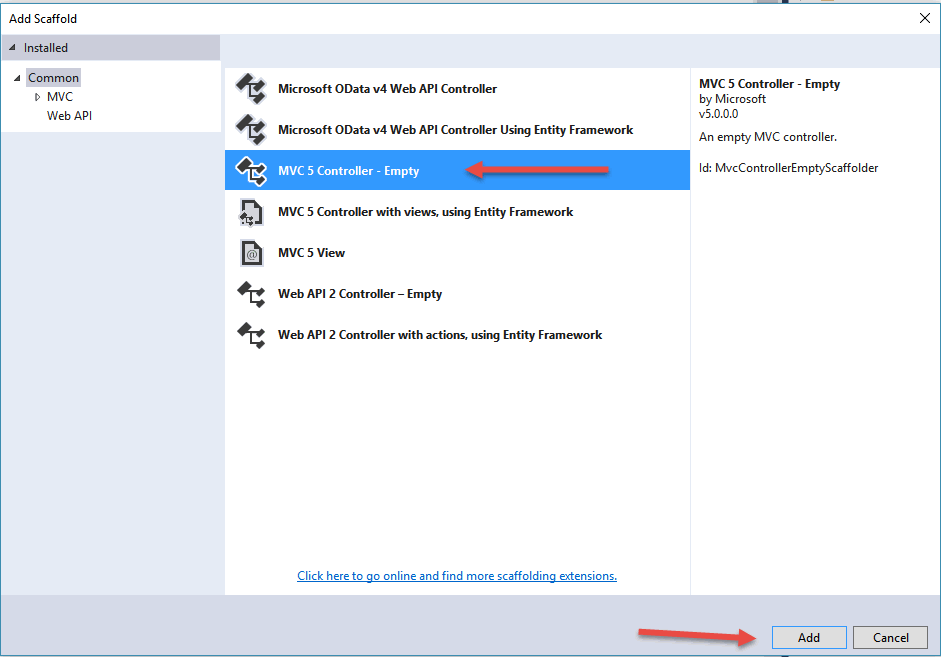 Add Scaffold
Installed
Common
MVC
Web API
Microsoft OData v4 Web API Controller
Microsoft OData v4 Web API Controller Using Entity Framework
MVC 5 Controller - Empty
MVC 5 Controller with views, using Entity Framework
MVC 5 View
Web API 2 Controller – Empty
Web API 2 Controller with actions, using Entity Framework
Click here to go online and find more scaffolding extensions.
MVC 5 Controller - Empty
by Microsoft
v5.0.0.0
An empty MVC controller.
Id: MvcControllerEmptyScaffolder
Add
Cancel